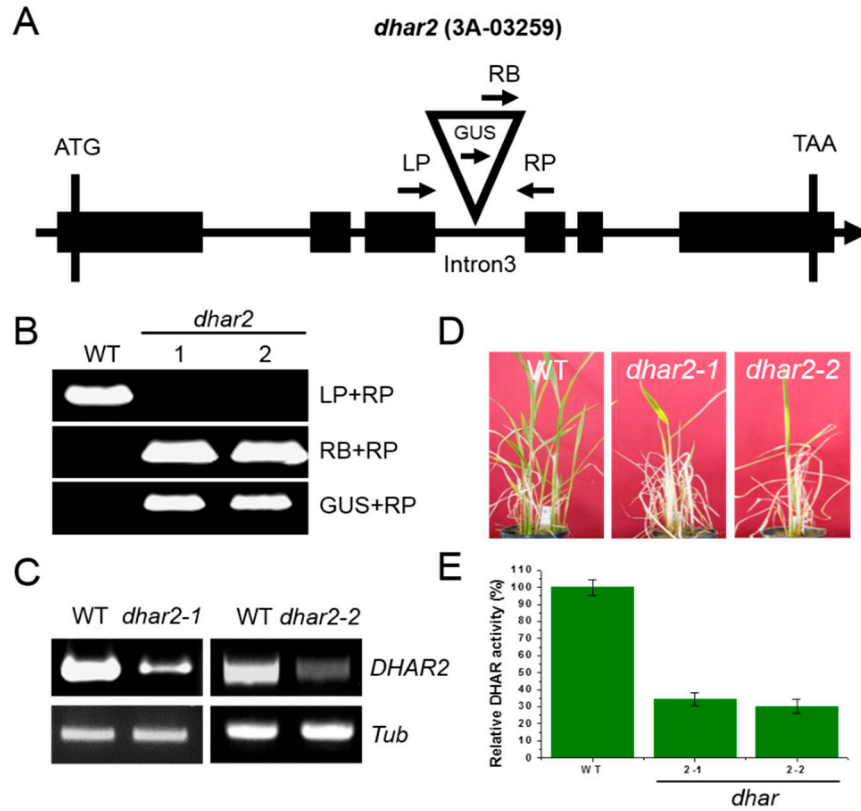 A
dhar2 (3A-03259)
RB
ATG
GUS
TAA
LP
RP
Intron3
B
dhar2
WT
1
2
LP+RP
RB+RP
GUS+RP
C
WT dhar2-1
WT dhar2-2
DHAR2
Tub
D
WT
dhar2-1
dhar2-2
E
Relative DHAR activity (%)
110
100
90
80
70
60
50
40
30
20
10
0
WT
2-1
2-2
dhar